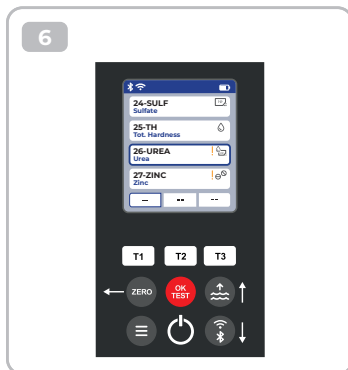 6
24-SULF
Sulfate
25-TH
Tot. Hardness
26-UREA
Urea
27-ZINC
Zinc
T1 T2 T3
ZERO OK TEST